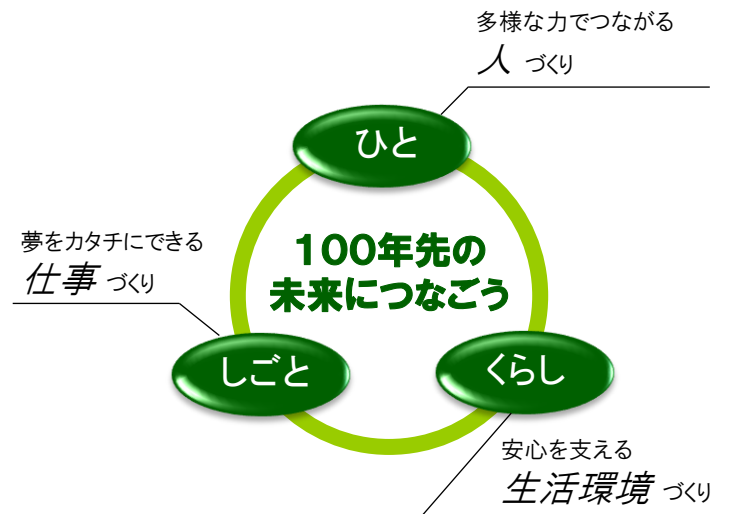 多様な力でつながる
人 づくり
ひと
夢をカタチにできる
仕事 づくり
100年先の
未来につなごう
しごと
くらし
安心を支える
生活環境 づくり